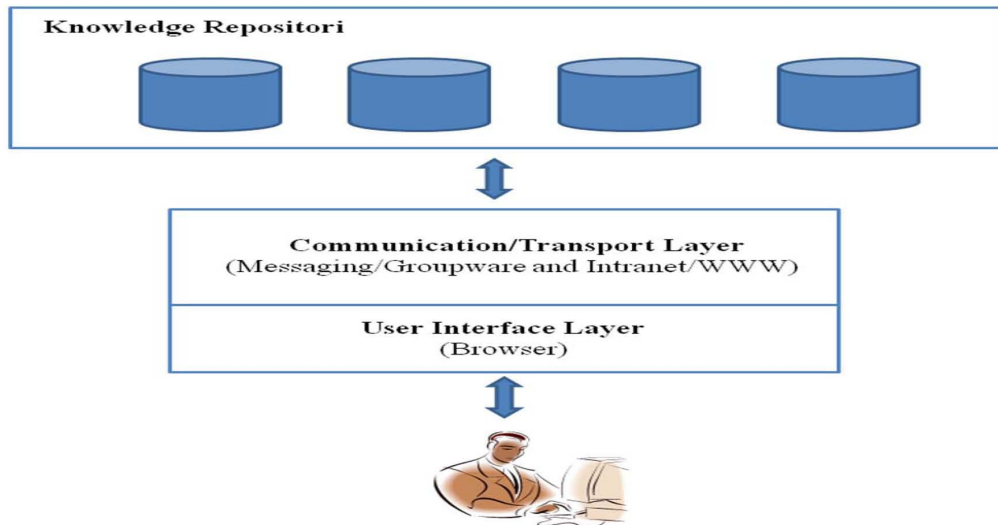 Knowledge Repositori
Communication/Transport Layer
(Messaging/Groupware and Intranet/WWW)
User Interface Layer
(Browser)